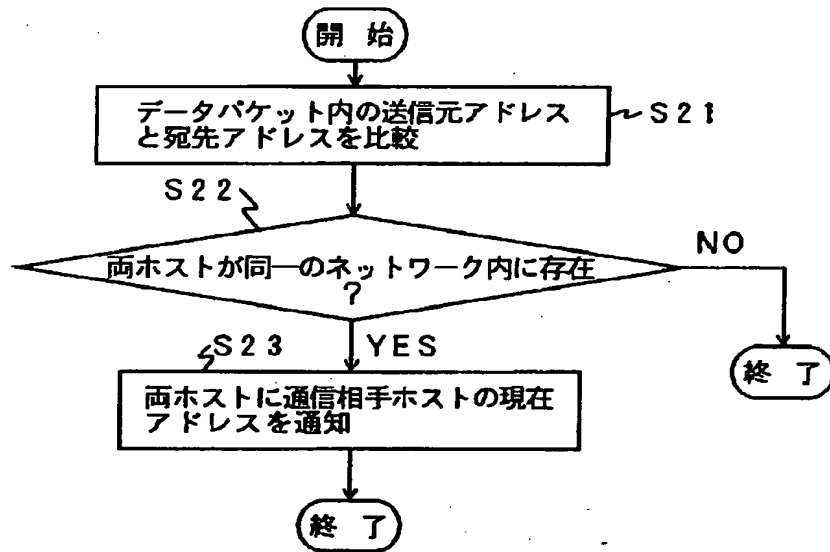 開 始
データパケット内の送信元アドレス
と宛先アドレスを比較
S21
S22
両ホストが同一のネットワーク内に存在
?
NO
YES
S23
両ホストに通信相手ホストの現在
アドレスを通知
終 了
終 了